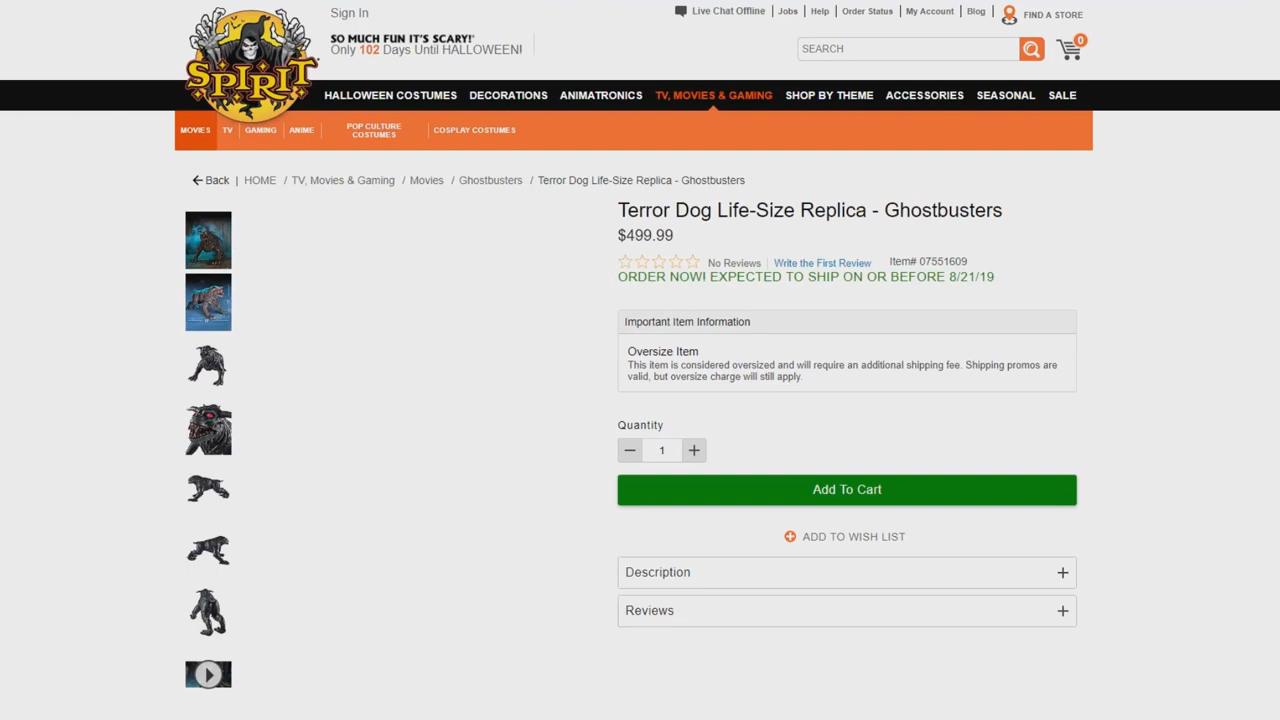 Sign In
Live Chat Offline
Jobs
Help
Order Status
My Account
Blog
FIND A STORE
SPIRIT
SO MUCH FUN IT'S SCARY!
Only 102 Days Until HALLOWEEN!
SEARCH
0
HALLOWEEN COSTUMES DECORATIONS ANIMATRONICS TV, MOVIES & GAMING SHOP BY THEME ACCESSORIES SEASONAL SALE
MOVIES TV GAMING ANIME
POP CULTURE
COSTUMES
COSPLAY COSTUMES
Back | HOME / TV, Movies & Gaming / Movies / Ghostbusters / Terror Dog Life-Size Replica - Ghostbusters
Terror Dog Life-Size Replica - Ghostbusters
$499.99
No Reviews Write the First Review Item# 07551609
ORDER NOW! EXPECTED TO SHIP ON OR BEFORE 8/21/19
Important Item Information
Oversize Item
This item is considered oversized and will require an additional shipping fee. Shipping promos are
valid, but oversize charge will still apply.
Quantity
1
Add To Cart
ADD TO WISH LIST
Description
Reviews